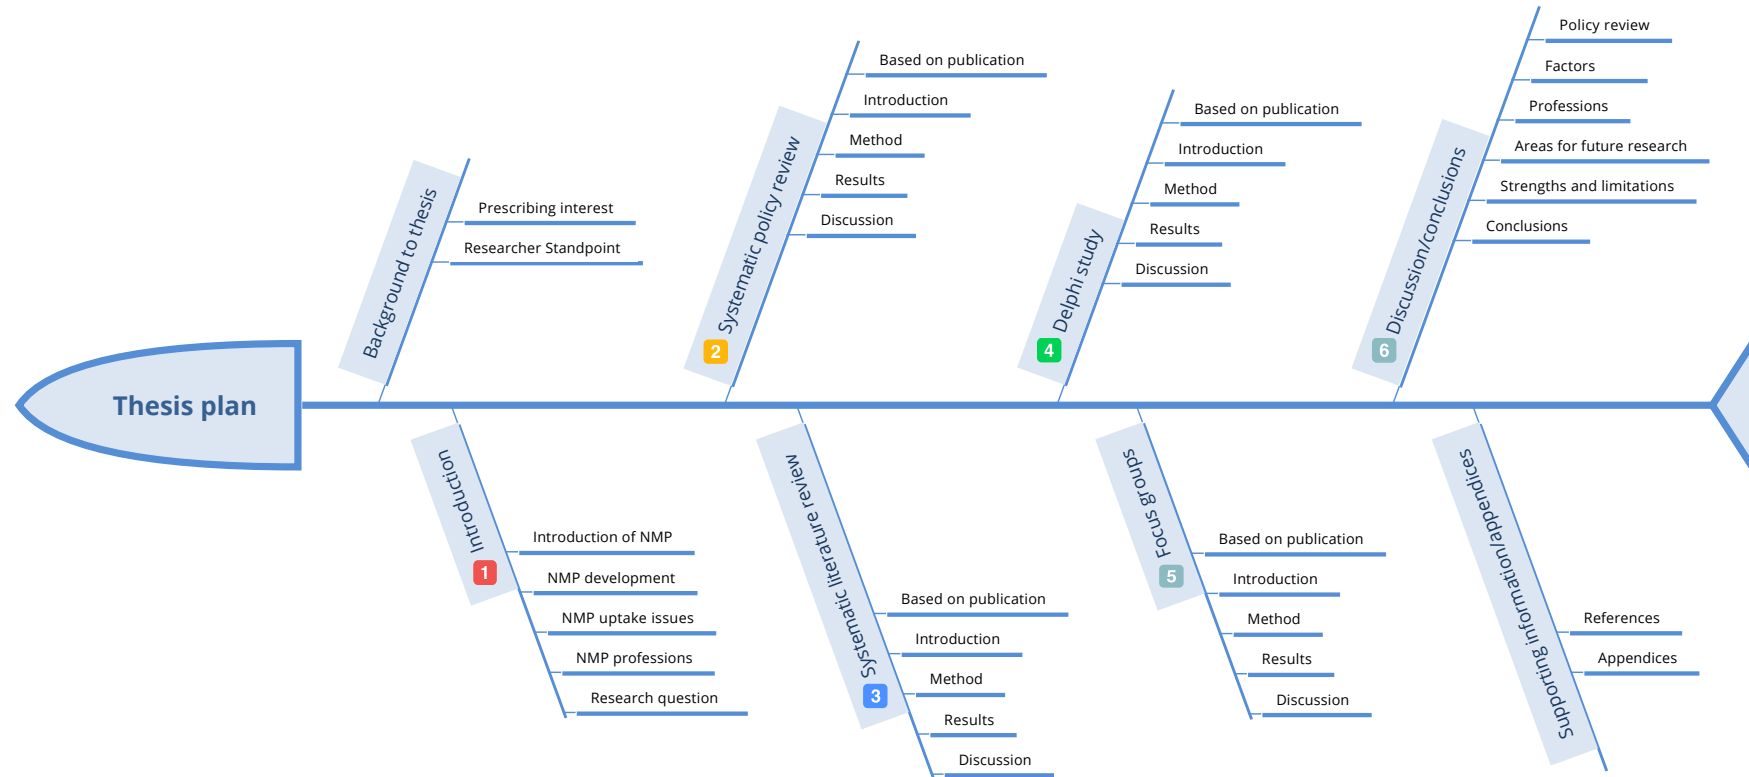 Thesis plan
Background to thesis
Prescribing interest
Researcher Standpoint
1 Introduction
Introduction of NMP
NMP development
NMP uptake issues
NMP professions
Research question
2 Systematic policy review
Based on publication
Introduction
Method
Results
Discussion
3 Systematic literature review
Based on publication
Introduction
Method
Results
Discussion
4 Delphi study
Based on publication
Introduction
Method
Results
Discussion
5 Focus groups
Based on publication
Introduction
Method
Results
Discussion
6 Discussion/conclusions
Policy review
Factors
Professions
Areas for future research
Strengths and limitations
Conclusions
Supporting information/appendices
References
Appendices